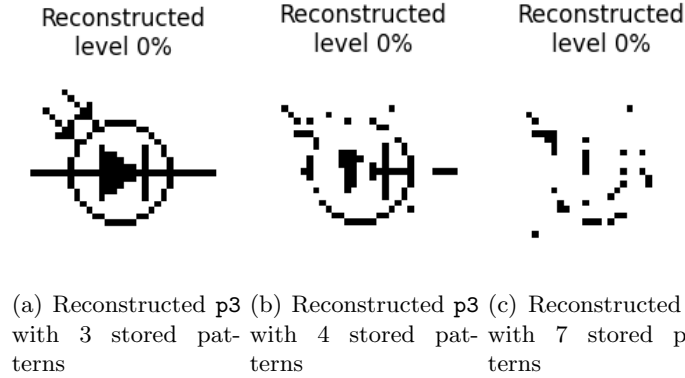 Reconstructed
level 0%
Reconstructed
level 0%
Reconstructed
level 0%
(a) Reconstructed p3
with 3 stored pat-
terns
(b) Reconstructed p3
with 4 stored pat-
terns
(c) Reconstructed
with 7 stored p
terns